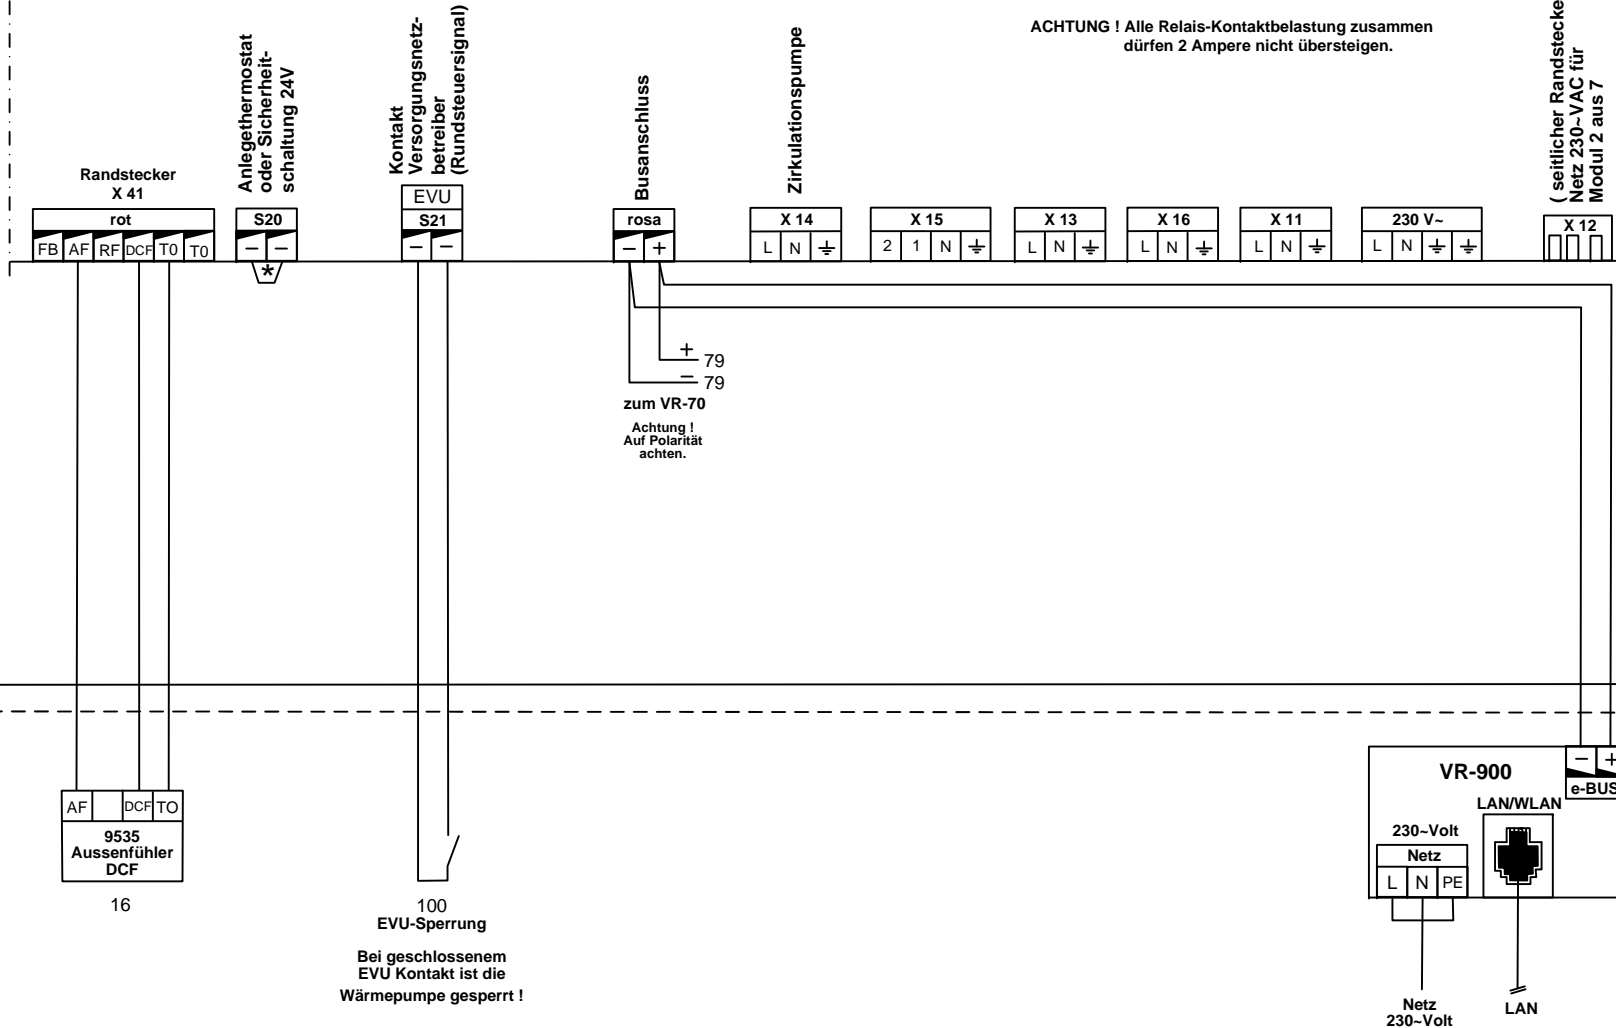 ACHTUNG ! Alle Relais-Kontaktbelastung zusammen
dürfen 2 Ampere nicht übersteigen.
Anlegethermostat
oder Sicherheit-
schaltung 24V
Kontakt
Versorgungsnetz-
betreiber
(Rundsteuersignal)
Busanschluss
Zirkulationspumpe
( seitlicher Randstecke
Netz 230~VAC für
Modul 2 aus 7
Randstecker
X 41
rot
FB AF RF DCF T0 T0
S20
– –
*
EVU
S21
– –
rosa
– +
X 14
L N
X 15
2 1 N
X 13
L N
X 16
L N
X 11
L N
230 V~
L N
X 12
+ 79
– 79
zum VR-70
Achtung !
Auf Polarität
achten.
AF DCF TO
9535
Aussenfühler
DCF
16
100
EVU-Sperrung
Bei geschlossenem
EVU Kontakt ist die
Wärmepumpe gesperrt !
VR-900
– +
e-BUS
LAN/WLAN
230~Volt
Netz
L N PE
Netz
230~Volt
LAN